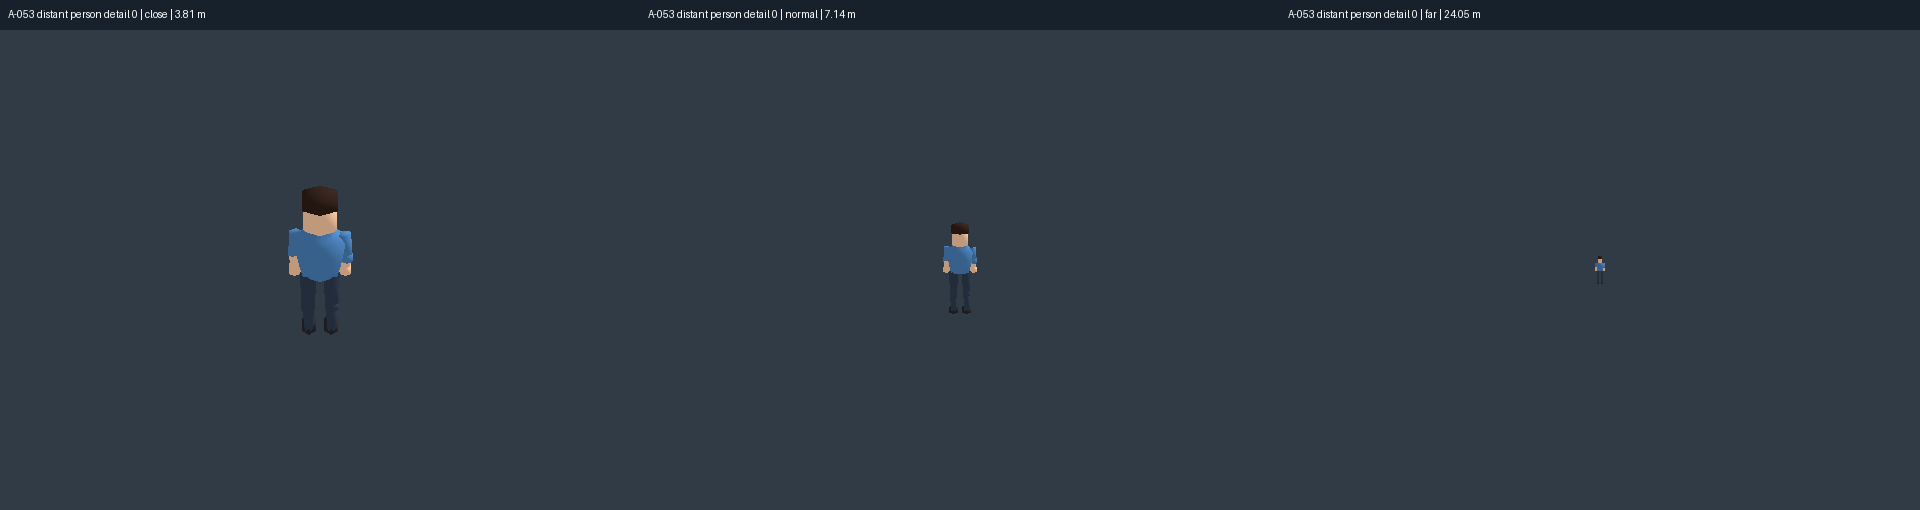 A-053 distant person detail 0 | close | 3.81 m
A-053 distant person detail 0 | normal | 7.14 m
A-053 distant person detail 0 | far | 24.05 m